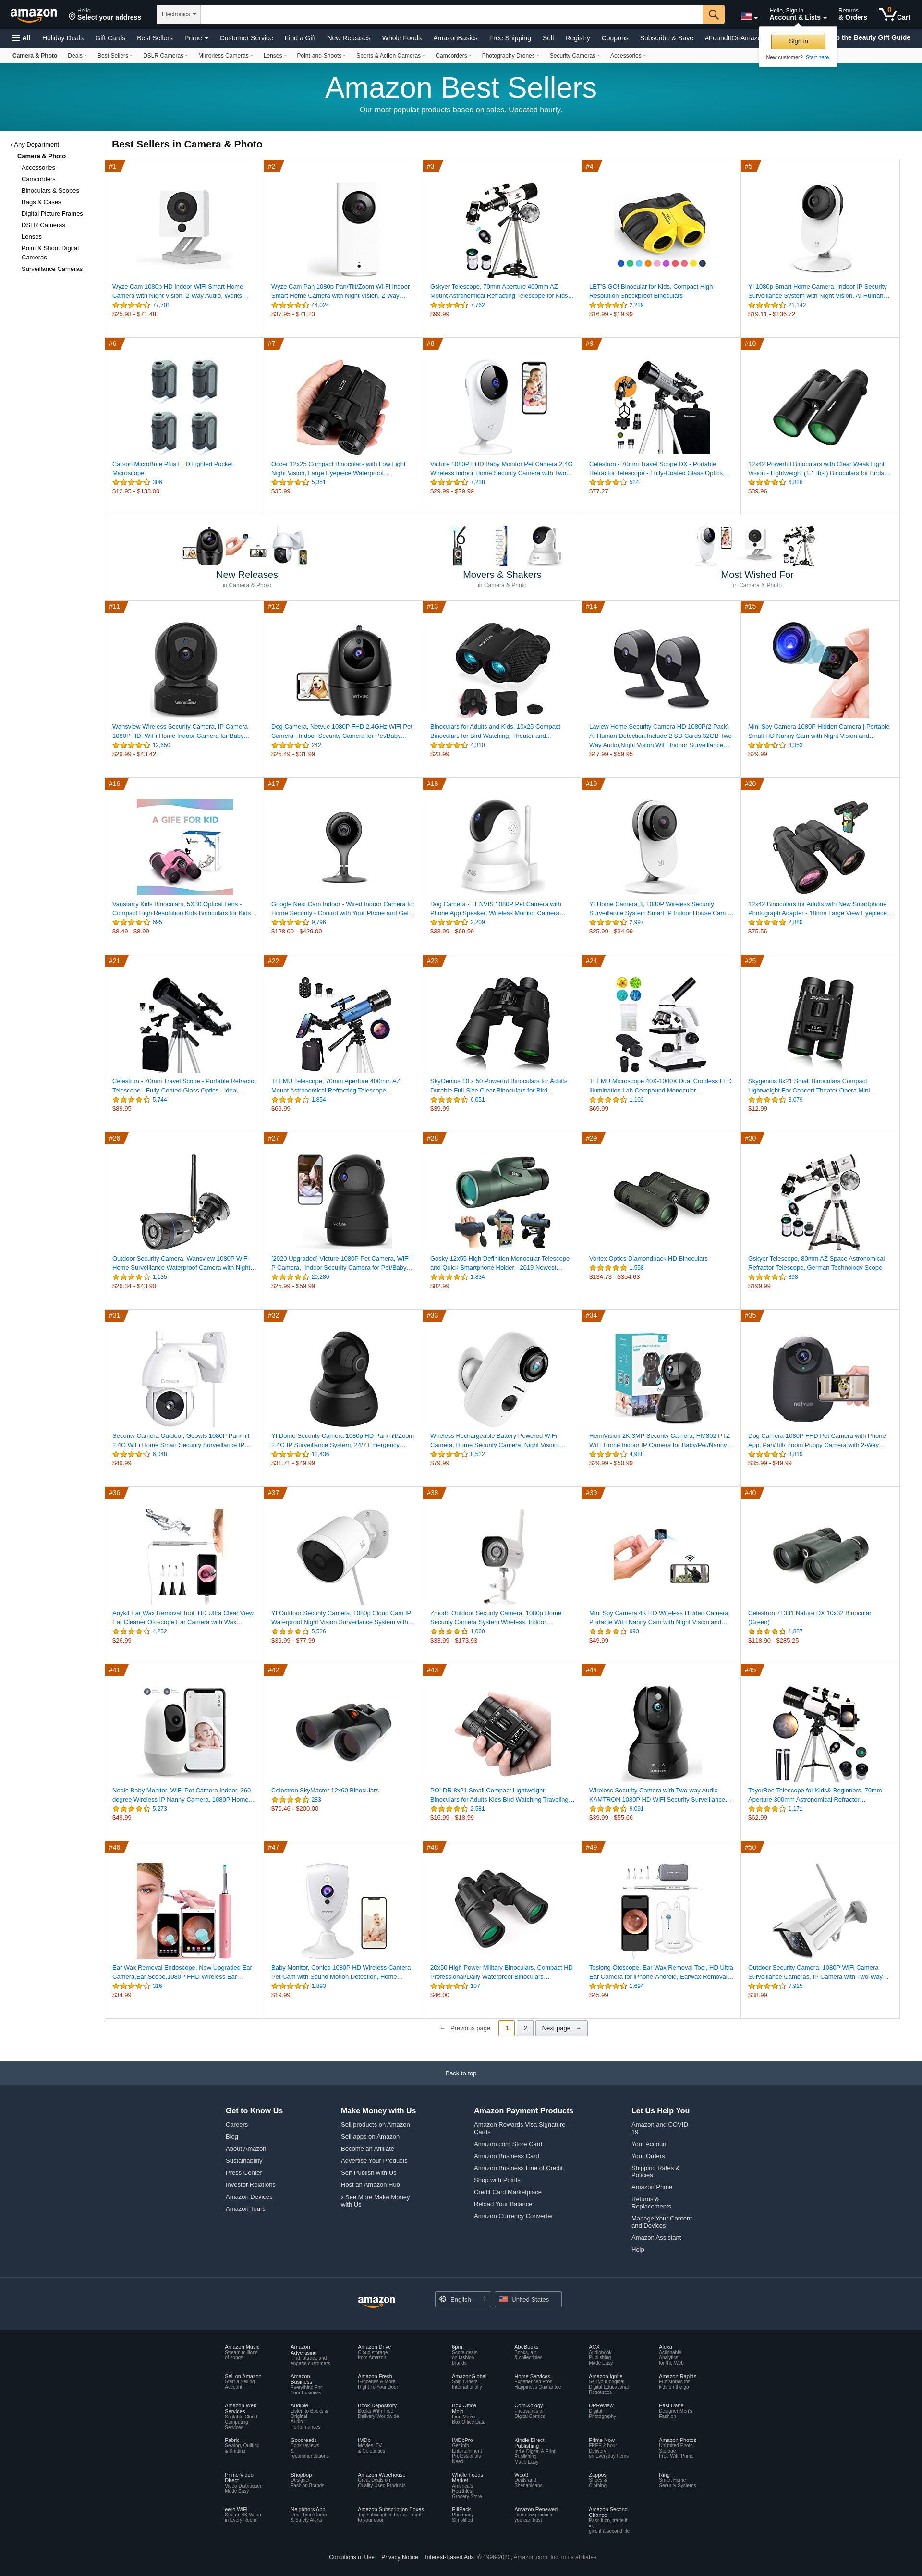 amazon
Hello
Select your address
Electronics
Hello, Sign in
Account & Lists
Returns
& Orders
0
Cart
All
Holiday Deals
Gift Cards
Best Sellers
Prime
Customer Service
Find a Gift
New Releases
Whole Foods
AmazonBasics
Free Shipping
Sell
Registry
Coupons
Subscribe & Save
#FoundItOnAmaz
the Beauty Gift Guide
Sign in
New customer? Start here.
Camera & Photo
Deals
Best Sellers
DSLR Cameras
Mirrorless Cameras
Lenses
Point-and-Shoots
Sports & Action Cameras
Camcorders
Photography Drones
Security Cameras
Accessories
Amazon Best Sellers
Our most popular products based on sales. Updated hourly.
‹ Any Department
Camera & Photo
Accessories
Camcorders
Binoculars & Scopes
Bags & Cases
Digital Picture Frames
DSLR Cameras
Lenses
Point & Shoot Digital
Cameras
Surveillance Cameras
Best Sellers in Camera & Photo
#1
Wyze Cam 1080p HD Indoor WiFi Smart Home
Camera with Night Vision, 2-Way Audio, Works…
77,701
$25.98 - $71.48
#2
Wyze Cam Pan 1080p Pan/Tilt/Zoom Wi-Fi Indoor
Smart Home Camera with Night Vision, 2-Way…
44,024
$37.95 - $71.23
#3
Gskyer Telescope, 70mm Aperture 400mm AZ
Mount Astronomical Refracting Telescope for Kids…
7,762
$99.99
#4
LET'S GO! Binocular for Kids, Compact High
Resolution Shockproof Binoculars
2,229
$16.99 - $19.99
#5
YI 1080p Smart Home Camera, Indoor IP Security
Surveillance System with Night Vision, AI Human…
21,142
$19.11 - $136.72
#6
Carson MicroBrite Plus LED Lighted Pocket
Microscope
306
$12.95 - $133.00
#7
Occer 12x25 Compact Binoculars with Low Light
Night Vision, Large Eyepiece Waterproof…
5,351
$35.99
#8
Victure 1080P FHD Baby Monitor Pet Camera 2.4G
Wireless Indoor Home Security Camera with Two…
7,238
$29.99 - $79.99
#9
Celestron - 70mm Travel Scope DX - Portable
Refractor Telescope - Fully-Coated Glass Optics…
524
$77.27
#10
12x42 Powerful Binoculars with Clear Weak Light
Vision - Lightweight (1.1 lbs.) Binoculars for Birds…
6,826
$39.96
New Releases
in Camera & Photo
Movers & Shakers
in Camera & Photo
Most Wished For
in Camera & Photo
#11
wansview
Wansview Wireless Security Camera, IP Camera
1080P HD, WiFi Home Indoor Camera for Baby…
12,650
$29.99 - $43.42
#12
netvue
Dog Camera, Netvue 1080P FHD 2.4GHz WiFi Pet
Camera , Indoor Security Camera for Pet/Baby…
242
$25.49 - $31.99
#13
Binoculars for Adults and Kids, 10x25 Compact
Binoculars for Bird Watching, Theater and…
4,310
$23.99
#14
Laview Home Security Camera HD 1080P(2 Pack)
AI Human Detection,Include 2 SD Cards,32GB Two-
Way Audio,Night Vision,WiFi Indoor Surveillance…
$47.99 - $59.95
#15
Mini Spy Camera 1080P Hidden Camera | Portable
Small HD Nanny Cam with Night Vision and…
3,353
$29.99
#16
A GIFE FOR KID
Vanstarry Kids Binoculars, 5X30 Optical Lens -
Compact High Resolution Kids Binoculars for Kids…
695
$8.49 - $8.99
#17
Google Nest Cam Indoor - Wired Indoor Camera for
Home Security - Control with Your Phone and Get…
9,796
$128.00 - $429.00
#18
Dog Camera - TENVIS 1080P Pet Camera with
Phone App Speaker, Wireless Monitor Camera…
2,209
$33.99 - $69.99
#19
YI Home Camera 3, 1080P Wireless Security
Surveillance System Smart IP Indoor House Cam,…
2,997
$25.99 - $34.99
#20
12x42 Binoculars for Adults with New Smartphone
Photograph Adapter - 18mm Large View Eyepiece…
2,880
$75.56
#21
Celestron - 70mm Travel Scope - Portable Refractor
Telescope - Fully-Coated Glass Optics - Ideal…
5,744
$89.95
#22
TELMU Telescope, 70mm Aperture 400mm AZ
Mount Astronomical Refracting Telescope…
1,854
$69.99
#23
SkyGenius 10 x 50 Powerful Binoculars for Adults
Durable Full-Size Clear Binoculars for Bird…
6,051
$39.99
#24
TELMU Microscope 40X-1000X Dual Cordless LED
Illumination Lab Compound Monocular…
1,102
$69.99
#25
Skygenius 8x21 Small Binoculars Compact
Lightweight For Concert Theater Opera Mini…
3,079
$12.99
#26
Outdoor Security Camera, Wansview 1080P WiFi
Home Surveillance Waterproof Camera with Night…
1,135
$26.34 - $43.90
#27
[2020 Upgraded] Victure 1080P Pet Camera, WiFi I
P Camera, Indoor Security Camera for Pet/Baby…
20,280
$25.99 - $59.99
#28
Gosky 12x55 High Definition Monocular Telescope
and Quick Smartphone Holder - 2019 Newest…
1,834
$82.99
#29
Vortex Optics Diamondback HD Binoculars
1,558
$134.73 - $354.63
#30
Gskyer Telescope, 80mm AZ Space Astronomical
Refractor Telescope, German Technology Scope
898
$199.99
#31
Security Camera Outdoor, Goowls 1080P Pan/Tilt
2.4G WiFi Home Smart Security Surveillance IP…
6,048
$49.99
#32
YI Dome Security Camera 1080p HD Pan/Tilt/Zoom
2.4G IP Surveillance System, 24/7 Emergency…
12,436
$31.71 - $49.99
#33
Wireless Rechargeable Battery Powered WiFi
Camera, Home Security Camera, Night Vision,…
8,522
$79.99
#34
HeimVision 2K 3MP Security Camera, HM302 PTZ
WiFi Home Indoor IP Camera for Baby/Pet/Nanny…
4,988
$29.99 - $50.99
#35
netvue
Dog Camera-1080P FHD Pet Camera with Phone
App, Pan/Tilt/ Zoom Puppy Camera with 2-Way…
3,819
$35.99 - $49.99
#36
Anykit Ear Wax Removal Tool, HD Ultra Clear View
Ear Cleaner Otoscope Ear Camera with Wax…
4,252
$26.99
#37
YI Outdoor Security Camera, 1080p Cloud Cam IP
Waterproof Night Vision Surveillance System with…
5,526
$39.99 - $77.99
#38
Zmodo Outdoor Security Camera, 1080p Home
Security Camera System Wireless, Indoor…
1,060
$33.99 - $173.93
#39
Mini Spy Camera 4K HD Wireless Hidden Camera
Portable WiFi Nanny Cam with Night Vision and…
993
$49.99
#40
Celestron 71331 Nature DX 10x32 Binocular
(Green)
1,887
$118.90 - $285.25
#41
Nooie Baby Monitor, WiFi Pet Camera Indoor, 360-
degree Wireless IP Nanny Camera, 1080P Home…
5,273
$49.99
#42
Celestron SkyMaster 12x60 Binoculars
283
$70.46 - $200.00
#43
POLDR 8x21 Small Compact Lightweight
Binoculars for Adults Kids Bird Watching Traveling…
2,581
$16.99 - $18.99
#44
Wireless Security Camera with Two-way Audio -
KAMTRON 1080P HD WiFi Security Surveillance…
9,091
$39.99 - $55.66
#45
ToyerBee Telescope for Kids& Beginners, 70mm
Aperture 300mm Astronomical Refractor…
1,171
$62.99
#46
Ear Wax Removal Endoscope, New Upgraded Ear
Camera,Ear Scope,1080P FHD Wireless Ear…
316
$34.99
#47
Baby Monitor, Conico 1080P HD Wireless Camera
Pet Cam with Sound Motion Detection, Home…
1,893
$19.99
#48
20x50 High Power Military Binoculars, Compact HD
Professional/Daily Waterproof Binoculars…
107
$46.00
#49
Teslong Otoscope, Ear Wax Removal Tool, HD Ultra
Ear Camera for iPhone-Android, Earwax Removal…
1,694
$45.99
#50
Outdoor Security Camera, 1080P WiFi Camera
Surveillance Cameras, IP Camera with Two-Way…
7,915
$38.99
← Previous page
1
2
Next page →
Back to top
Get to Know Us
Careers
Blog
About Amazon
Sustainability
Press Center
Investor Relations
Amazon Devices
Amazon Tours
Make Money with Us
Sell products on Amazon
Sell apps on Amazon
Become an Affiliate
Advertise Your Products
Self-Publish with Us
Host an Amazon Hub
› See More Make Money
with Us
Amazon Payment Products
Amazon Rewards Visa Signature
Cards
Amazon.com Store Card
Amazon Business Card
Amazon Business Line of Credit
Shop with Points
Credit Card Marketplace
Reload Your Balance
Amazon Currency Converter
Let Us Help You
Amazon and COVID-
19
Your Account
Your Orders
Shipping Rates &
Policies
Amazon Prime
Returns &
Replacements
Manage Your Content
and Devices
Amazon Assistant
Help
amazon
English
United States
Amazon Music
Stream millions
of songs
Amazon
Advertising
Find, attract, and
engage customers
Amazon Drive
Cloud storage
from Amazon
6pm
Score deals
on fashion
brands
AbeBooks
Books, art
& collectibles
ACX
Audiobook
Publishing
Made Easy
Alexa
Actionable
Analytics
for the Web
Sell on Amazon
Start a Selling
Account
Amazon
Business
Everything For
Your Business
Amazon Fresh
Groceries & More
Right To Your Door
AmazonGlobal
Ship Orders
Internationally
Home Services
Experienced Pros
Happiness Guarantee
Amazon Ignite
Sell your original
Digital Educational
Resources
Amazon Rapids
Fun stories for
kids on the go
Amazon Web
Services
Scalable Cloud
Computing
Services
Audible
Listen to Books &
Original
Audio
Performances
Book Depository
Books With Free
Delivery Worldwide
Box Office
Mojo
Find Movie
Box Office Data
ComiXology
Thousands of
Digital Comics
DPReview
Digital
Photography
East Dane
Designer Men's
Fashion
Fabric
Sewing, Quilting
& Knitting
Goodreads
Book reviews
&
recommendations
IMDb
Movies, TV
& Celebrities
IMDbPro
Get Info
Entertainment
Professionals
Need
Kindle Direct
Publishing
Indie Digital & Print
Publishing
Made Easy
Prime Now
FREE 2-hour
Delivery
on Everyday Items
Amazon Photos
Unlimited Photo
Storage
Free With Prime
Prime Video
Direct
Video Distribution
Made Easy
Shopbop
Designer
Fashion Brands
Amazon Warehouse
Great Deals on
Quality Used Products
Whole Foods
Market
America's
Healthiest
Grocery Store
Woot!
Deals and
Shenanigans
Zappos
Shoes &
Clothing
Ring
Smart Home
Security Systems
eero WiFi
Stream 4K Video
in Every Room
Neighbors App
Real-Time Crime
& Safety Alerts
Amazon Subscription Boxes
Top subscription boxes – right
to your door
PillPack
Pharmacy
Simplified
Amazon Renewed
Like-new products
you can trust
Amazon Second
Chance
Pass it on, trade it
in,
give it a second life
Conditions of Use
Privacy Notice
Interest-Based Ads
© 1996-2020, Amazon.com, Inc. or its affiliates